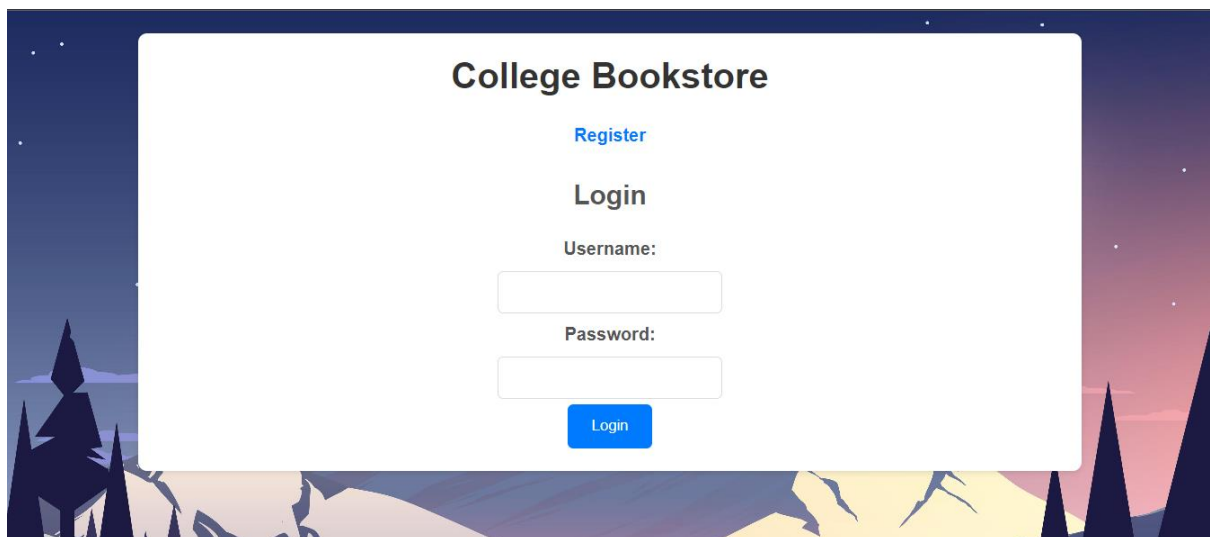 College Bookstore
Register
Login
Username:
Password:
Login